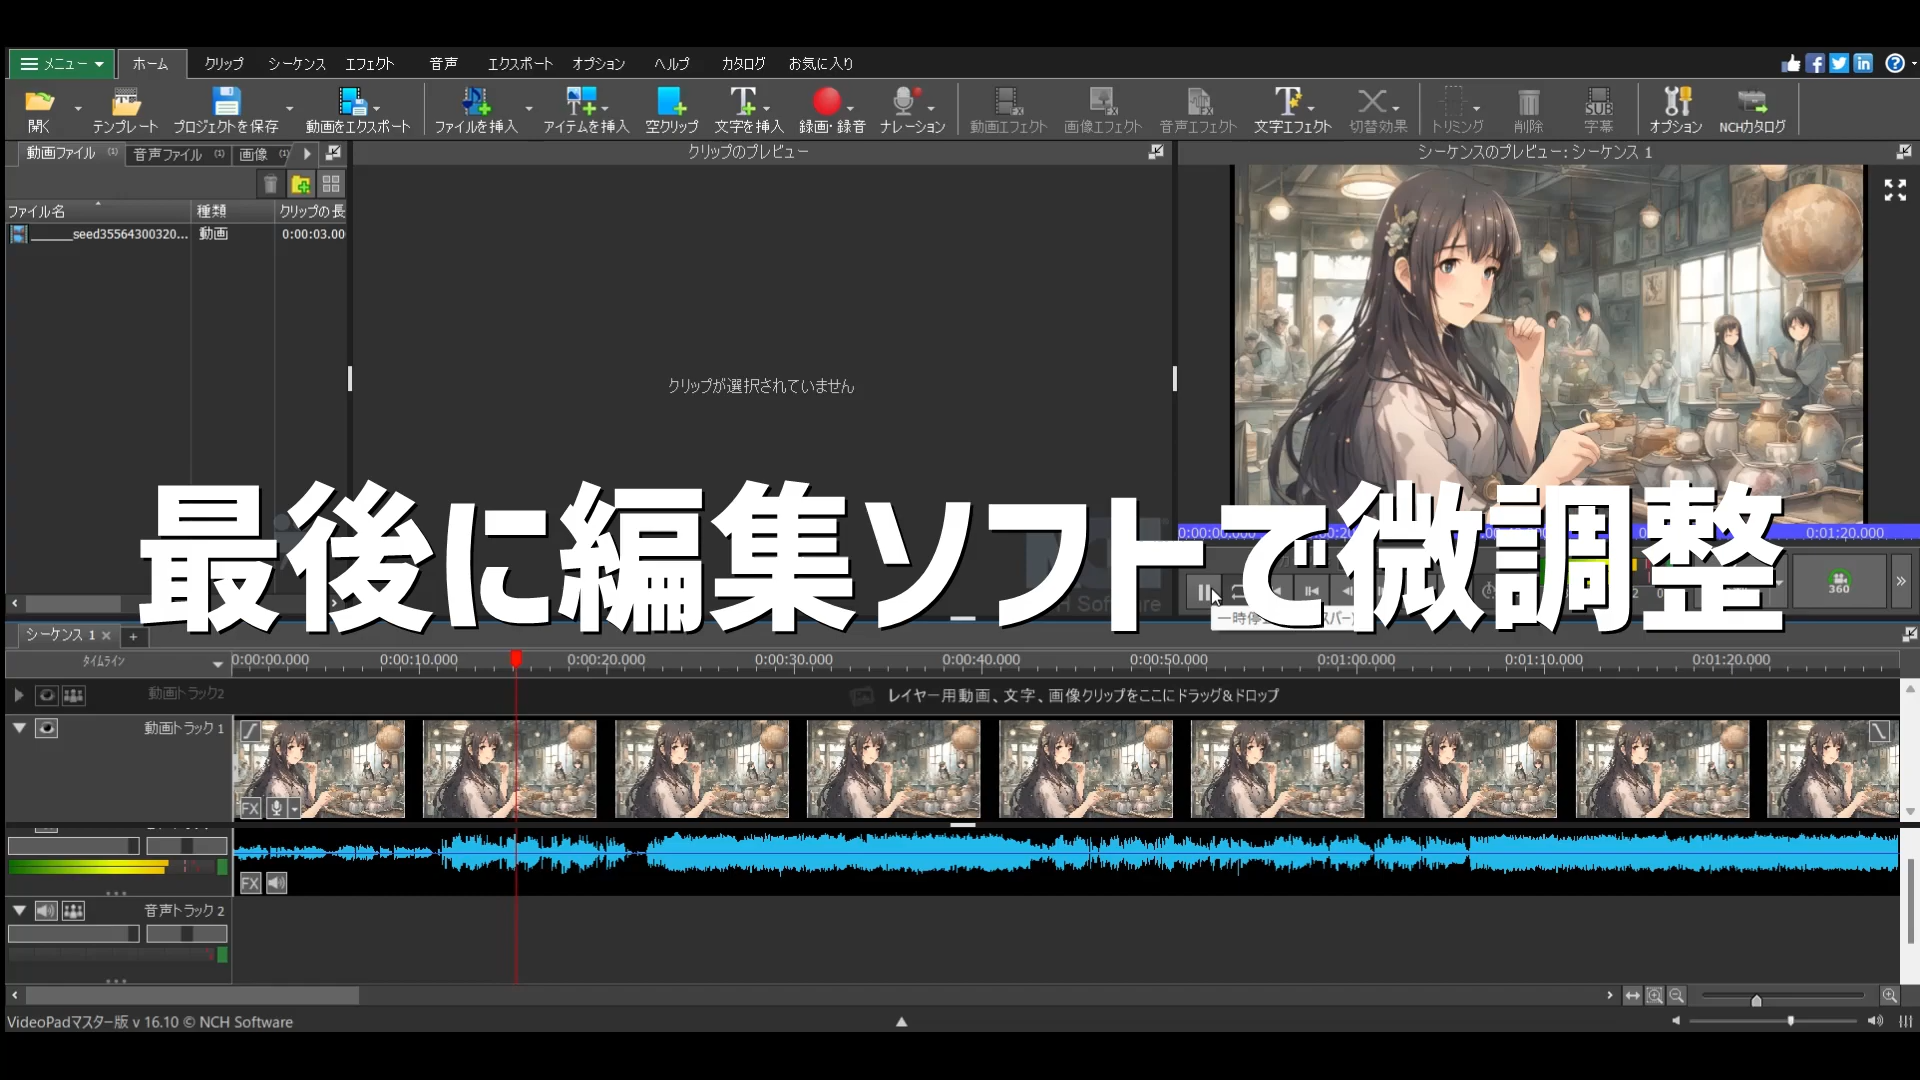 メニュー ホーム クリップ シーケンス エフェクト 音声 エクスポート オプション ヘルプ カタログ お気に入り
開く テンプレート プロジェクトを保存 動画をエクスポート ファイルを挿入 アイテムを挿入 空クリップ 文字を挿入 録画・録音 ナレーション 動画エフェクト 画像エフェクト 音声エフェクト 文字エフェクト 切替効果 トリミング 削除 字幕 オプション NCHカタログ
動画ファイル (1) 音声ファイル (1) 画像 (1) クリップのプレビュー シーケンスのプレビュー: シーケンス 1
ファイル名 種類 クリップの長
______seed35564300320... 動画 0:00:03.00
クリップが選択されていません
0:01:20.000
最後に編集ソフトで微調整
360
シーケンス 1 × +
タイムライン 0:00:00.000 0:00:10.000 0:00:20.000 0:00:30.000 0:00:40.000 0:00:50.000 0:01:00.000 0:01:10.000 0:01:20.000
動画トラック2 レイヤー用動画、文字、画像クリップをここにドラッグ&ドロップ
動画トラック 1
FX
FX
音声トラック 2
VideoPadマスター版 v 16.10 © NCH Software